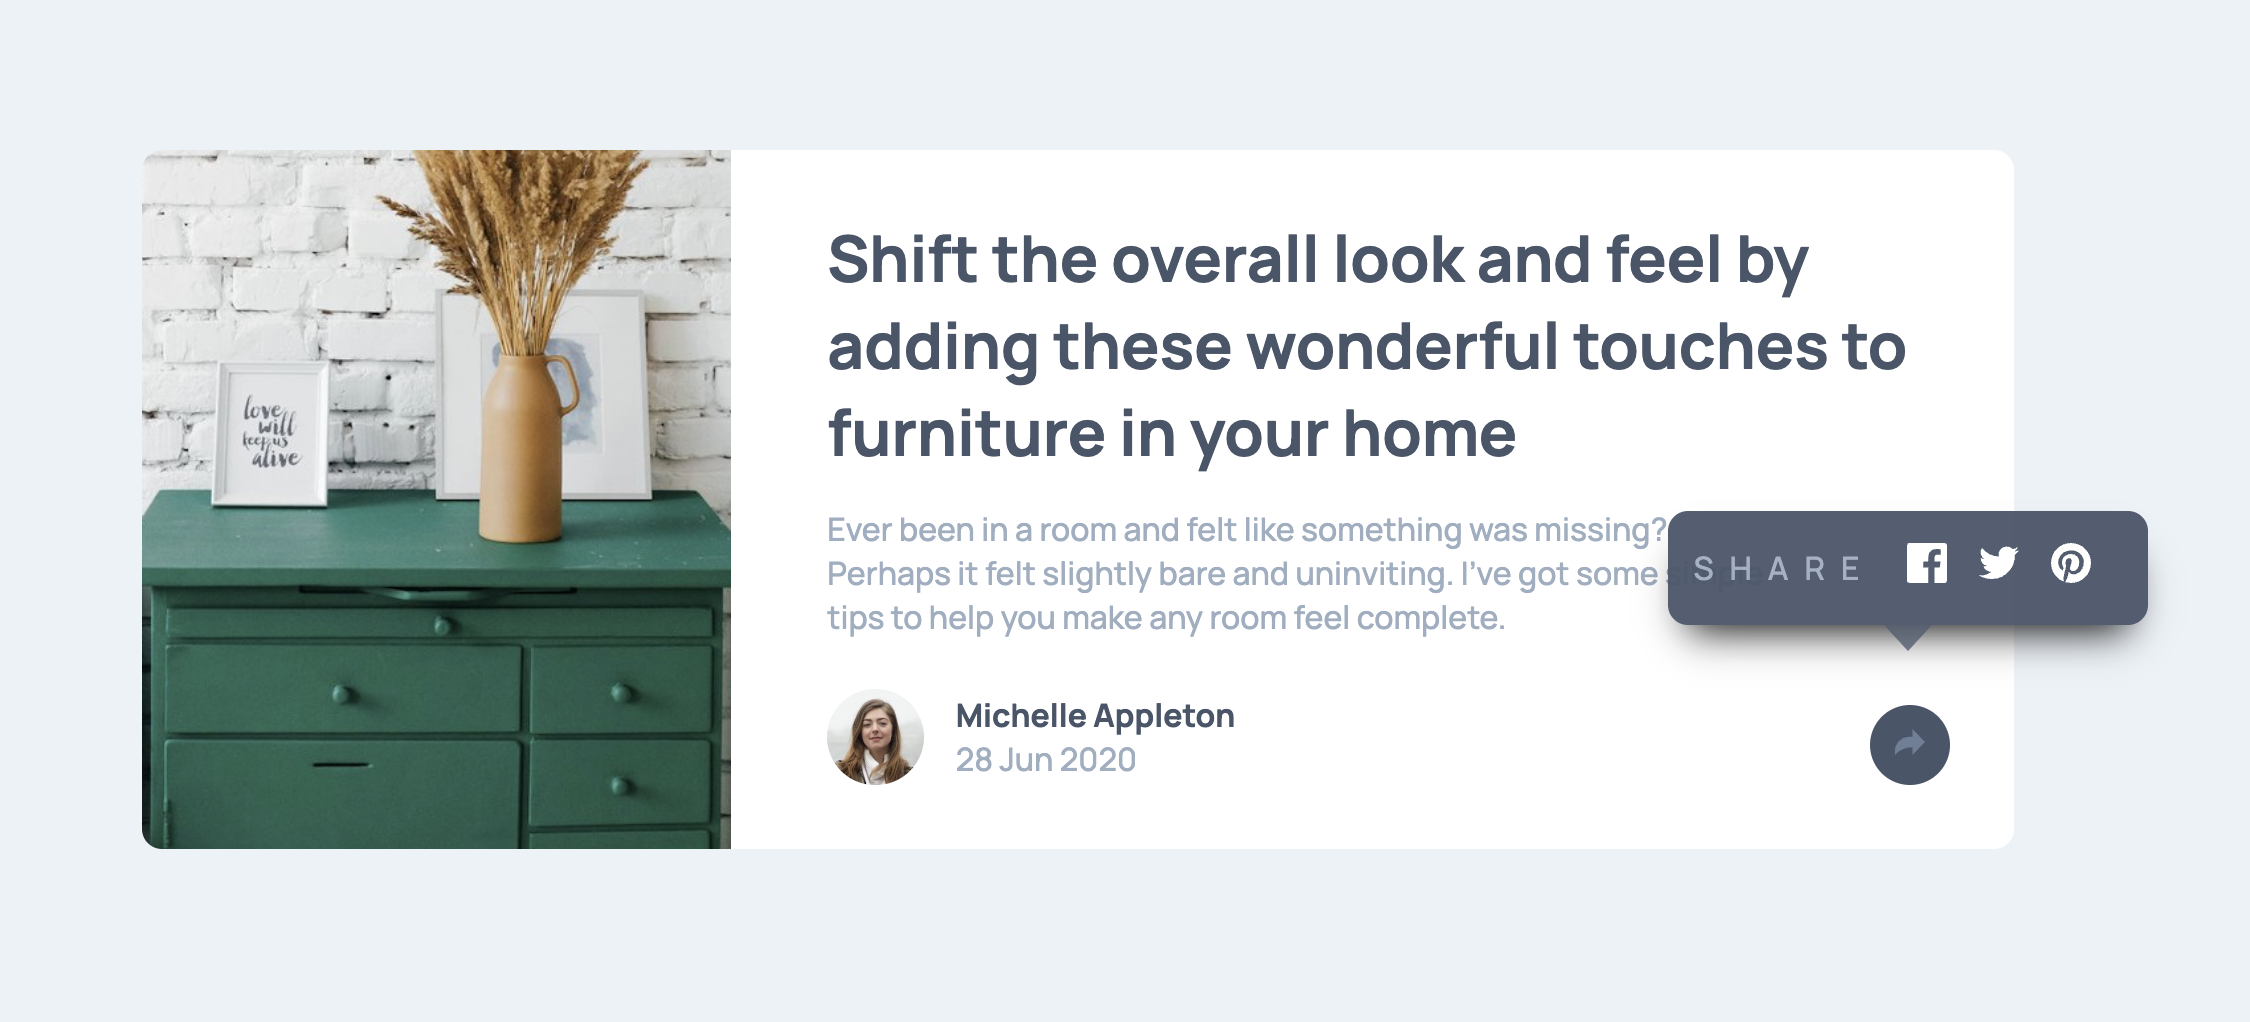 love
will
keep us
alive
Shift the overall look and feel by
adding these wonderful touches to
furniture in your home
Ever been in a room and felt like something was missing?
Perhaps it felt slightly bare and uninviting. I've got some simple
tips to help you make any room feel complete.
SHARE
Michelle Appleton
28 Jun 2020